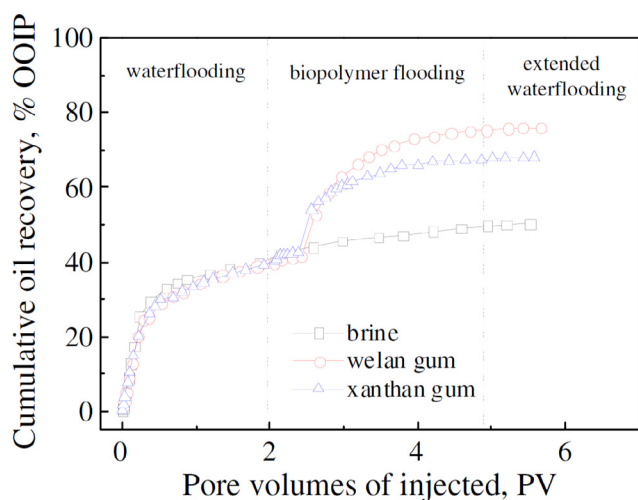 100
80
60
40
20
0
Cumulative oil recovery, % OOIP
waterflooding
biopolymer flooding
extended
waterflooding
brine
welan gum
xanthan gum
0
2
4
6
Pore volumes of injected, PV